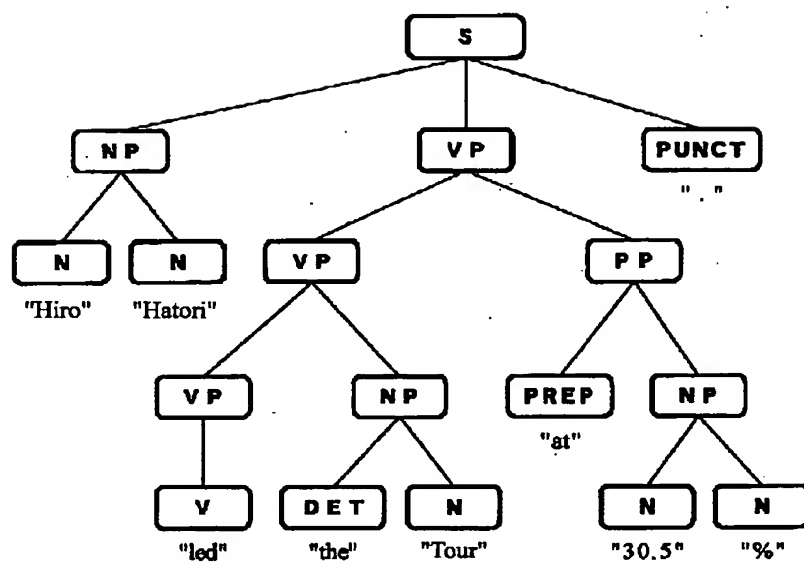 S
NP VP PUNCT
"."
N N VP PP
"Hiro" "Hatori"
VP NP PREP NP
"at"
V DET N N N
"led" "the" "Tour" "30.5" "%"